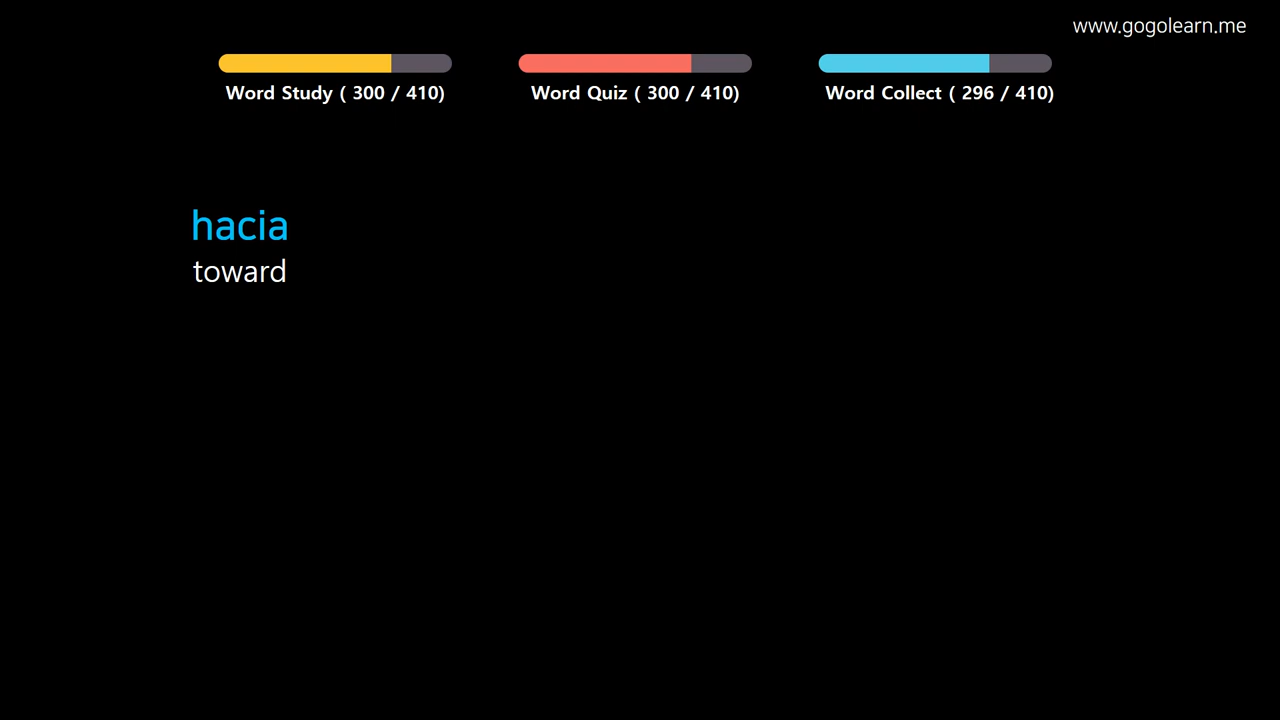 www.gogolearn.me
Word Study ( 300 / 410)
Word Quiz ( 300 / 410)
Word Collect ( 296 / 410)
hacia
toward